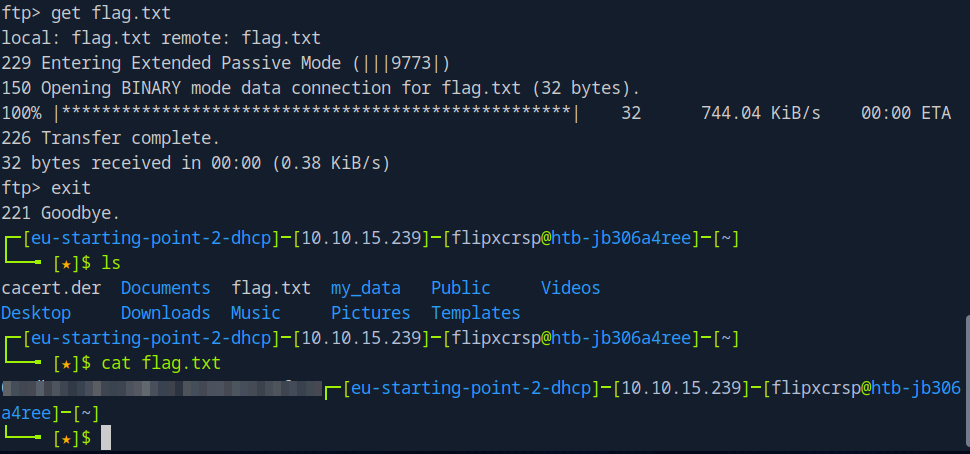 ftp> get flag.txt
local: flag.txt remote: flag.txt
229 Entering Extended Passive Mode (|||9773|)
150 Opening BINARY mode data connection for flag.txt (32 bytes).
100% |***************************************************| 32 744.04 KiB/s 00:00 ETA
226 Transfer complete.
32 bytes received in 00:00 (0.38 KiB/s)
ftp> exit
221 Goodbye.
┌─[eu-starting-point-2-dhcp]─[10.10.15.239]─[flipxcrsp@htb-jb306a4ree]─[~]
└──╼ [★]$ ls
cacert.der Documents flag.txt my_data Public Videos
Desktop Downloads Music Pictures Templates
┌─[eu-starting-point-2-dhcp]─[10.10.15.239]─[flipxcrsp@htb-jb306a4ree]─[~]
└──╼ [★]$ cat flag.txt
┌─[eu-starting-point-2-dhcp]─[10.10.15.239]─[flipxcrsp@htb-jb306
a4ree]─[~]
└──╼ [★]$